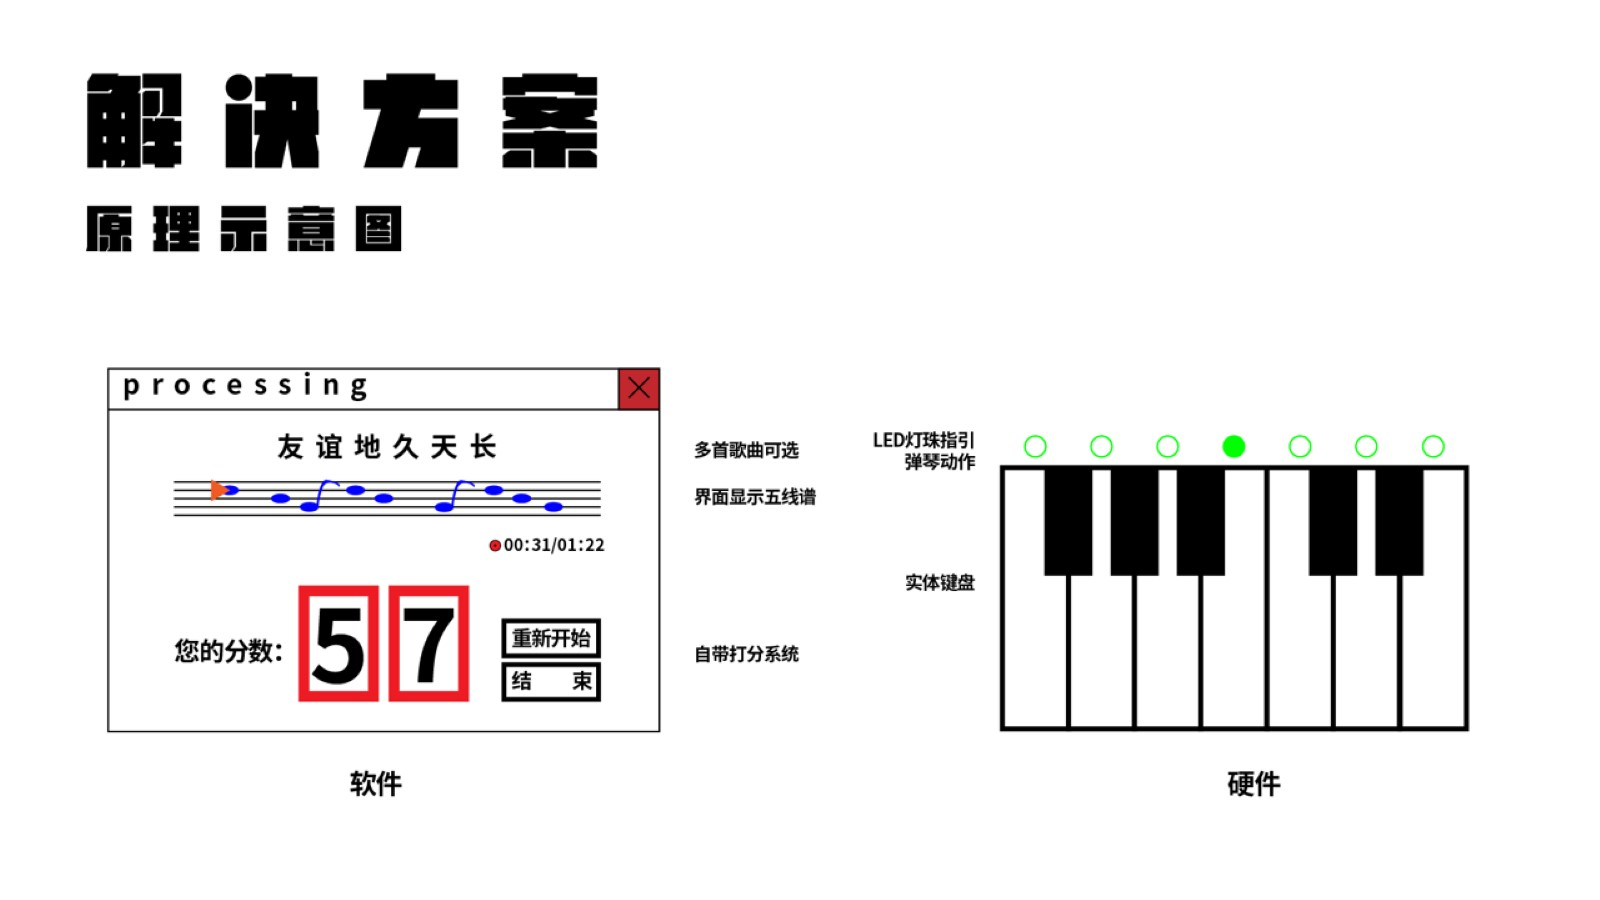 解决方案
原理示意图
processing
友谊地久天长
00:31/01:22
您的分数：
57
重新开始
结 束
软件
多首歌曲可选
界面显示五线谱
自带打分系统
LED灯珠指引
弹琴动作
实体键盘
硬件